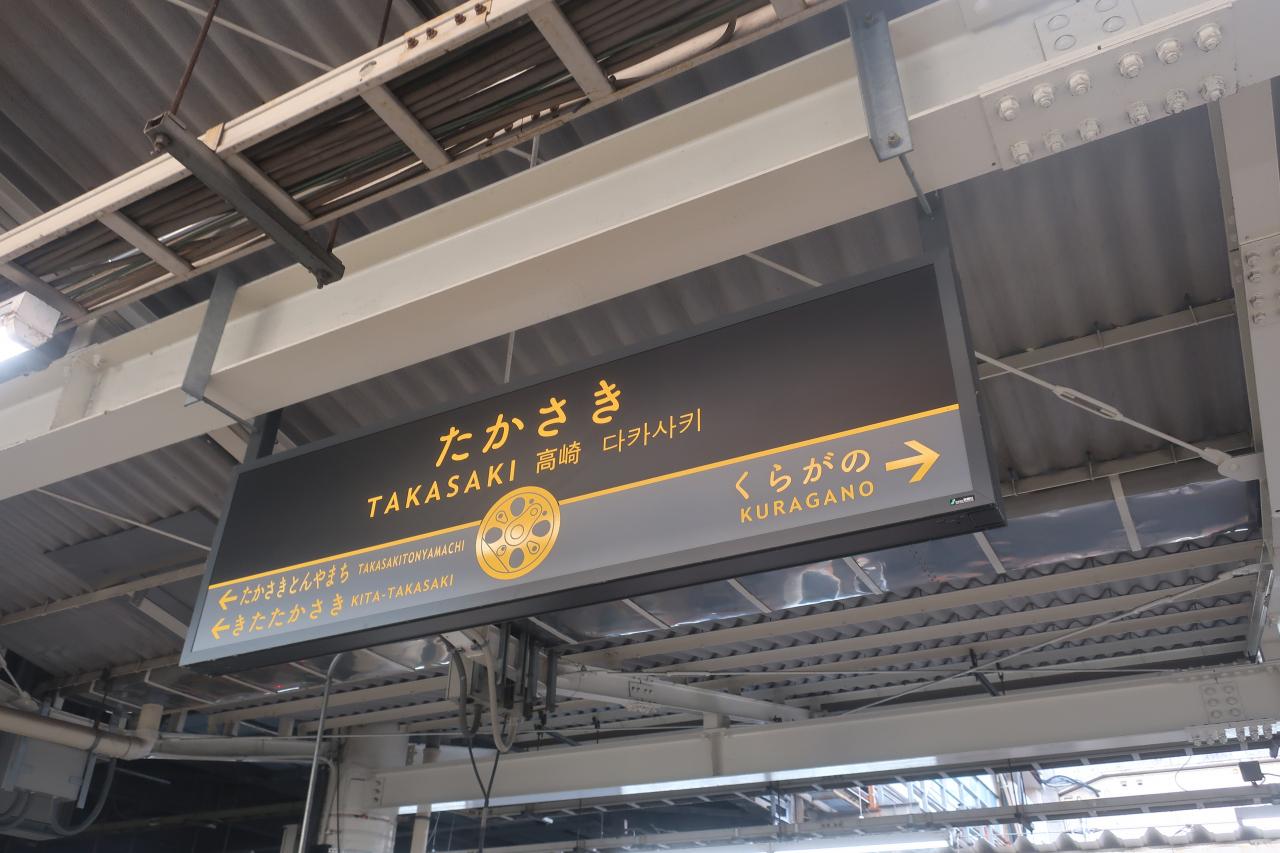 たかさき
TAKASAKI 高崎 다카사키
←たかさきとんやまち TAKASAKITONYAMACHI
←きたたかさき KITA-TAKASAKI
くらがの →
KURAGANO